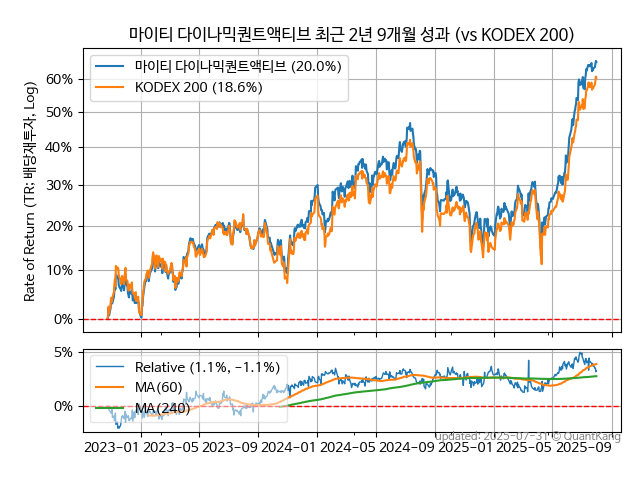 마이티 다이나믹퀀트액티브 최근 2년 9개월 성과 (vs KODEX 200)
Rate of Return (TR: 배당재투자, Log)
60%
50%
40%
30%
20%
10%
0%
마이티 다이나믹퀀트액티브 (20.0%)
KODEX 200 (18.6%)
5%
0%
Relative (1.1%, −1.1%)
MA(60)
MA(240)
updated: 2025-07-31 © QuantKang
2023−01 2023−05 2023−09 2024−01 2024−05 2024−09 2025−01 2025−05 2025−09